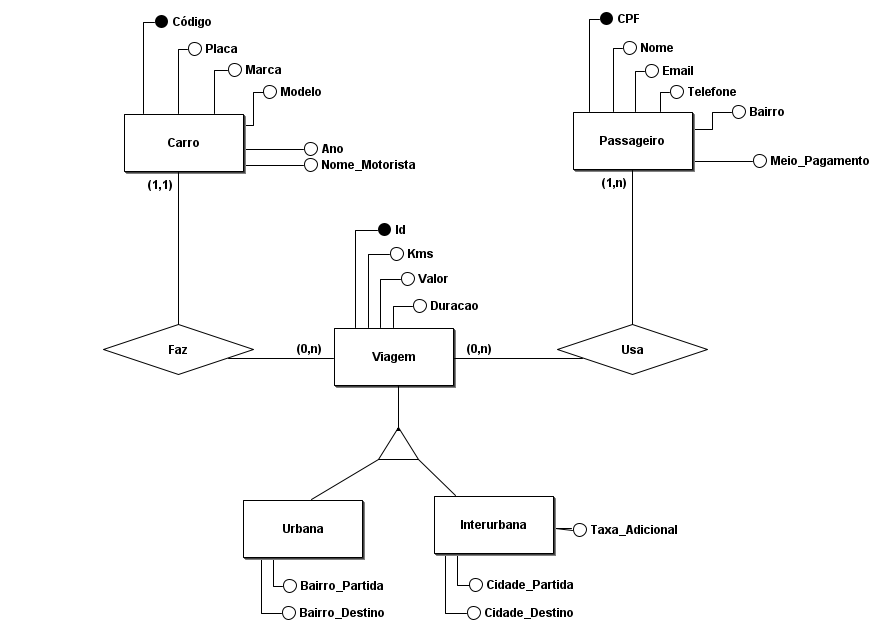 Código
Placa
Marca
Modelo
Carro
Ano
Nome_Motorista
(1,1)
CPF
Nome
Email
Telefone
Bairro
Passageiro
Meio_Pagamento
(1,n)
Id
Kms
Valor
Duracao
Faz
(0,n)
Viagem
(0,n)
Usa
Urbana
Bairro_Partida
Bairro_Destino
Interurbana
Taxa_Adicional
Cidade_Partida
Cidade_Destino